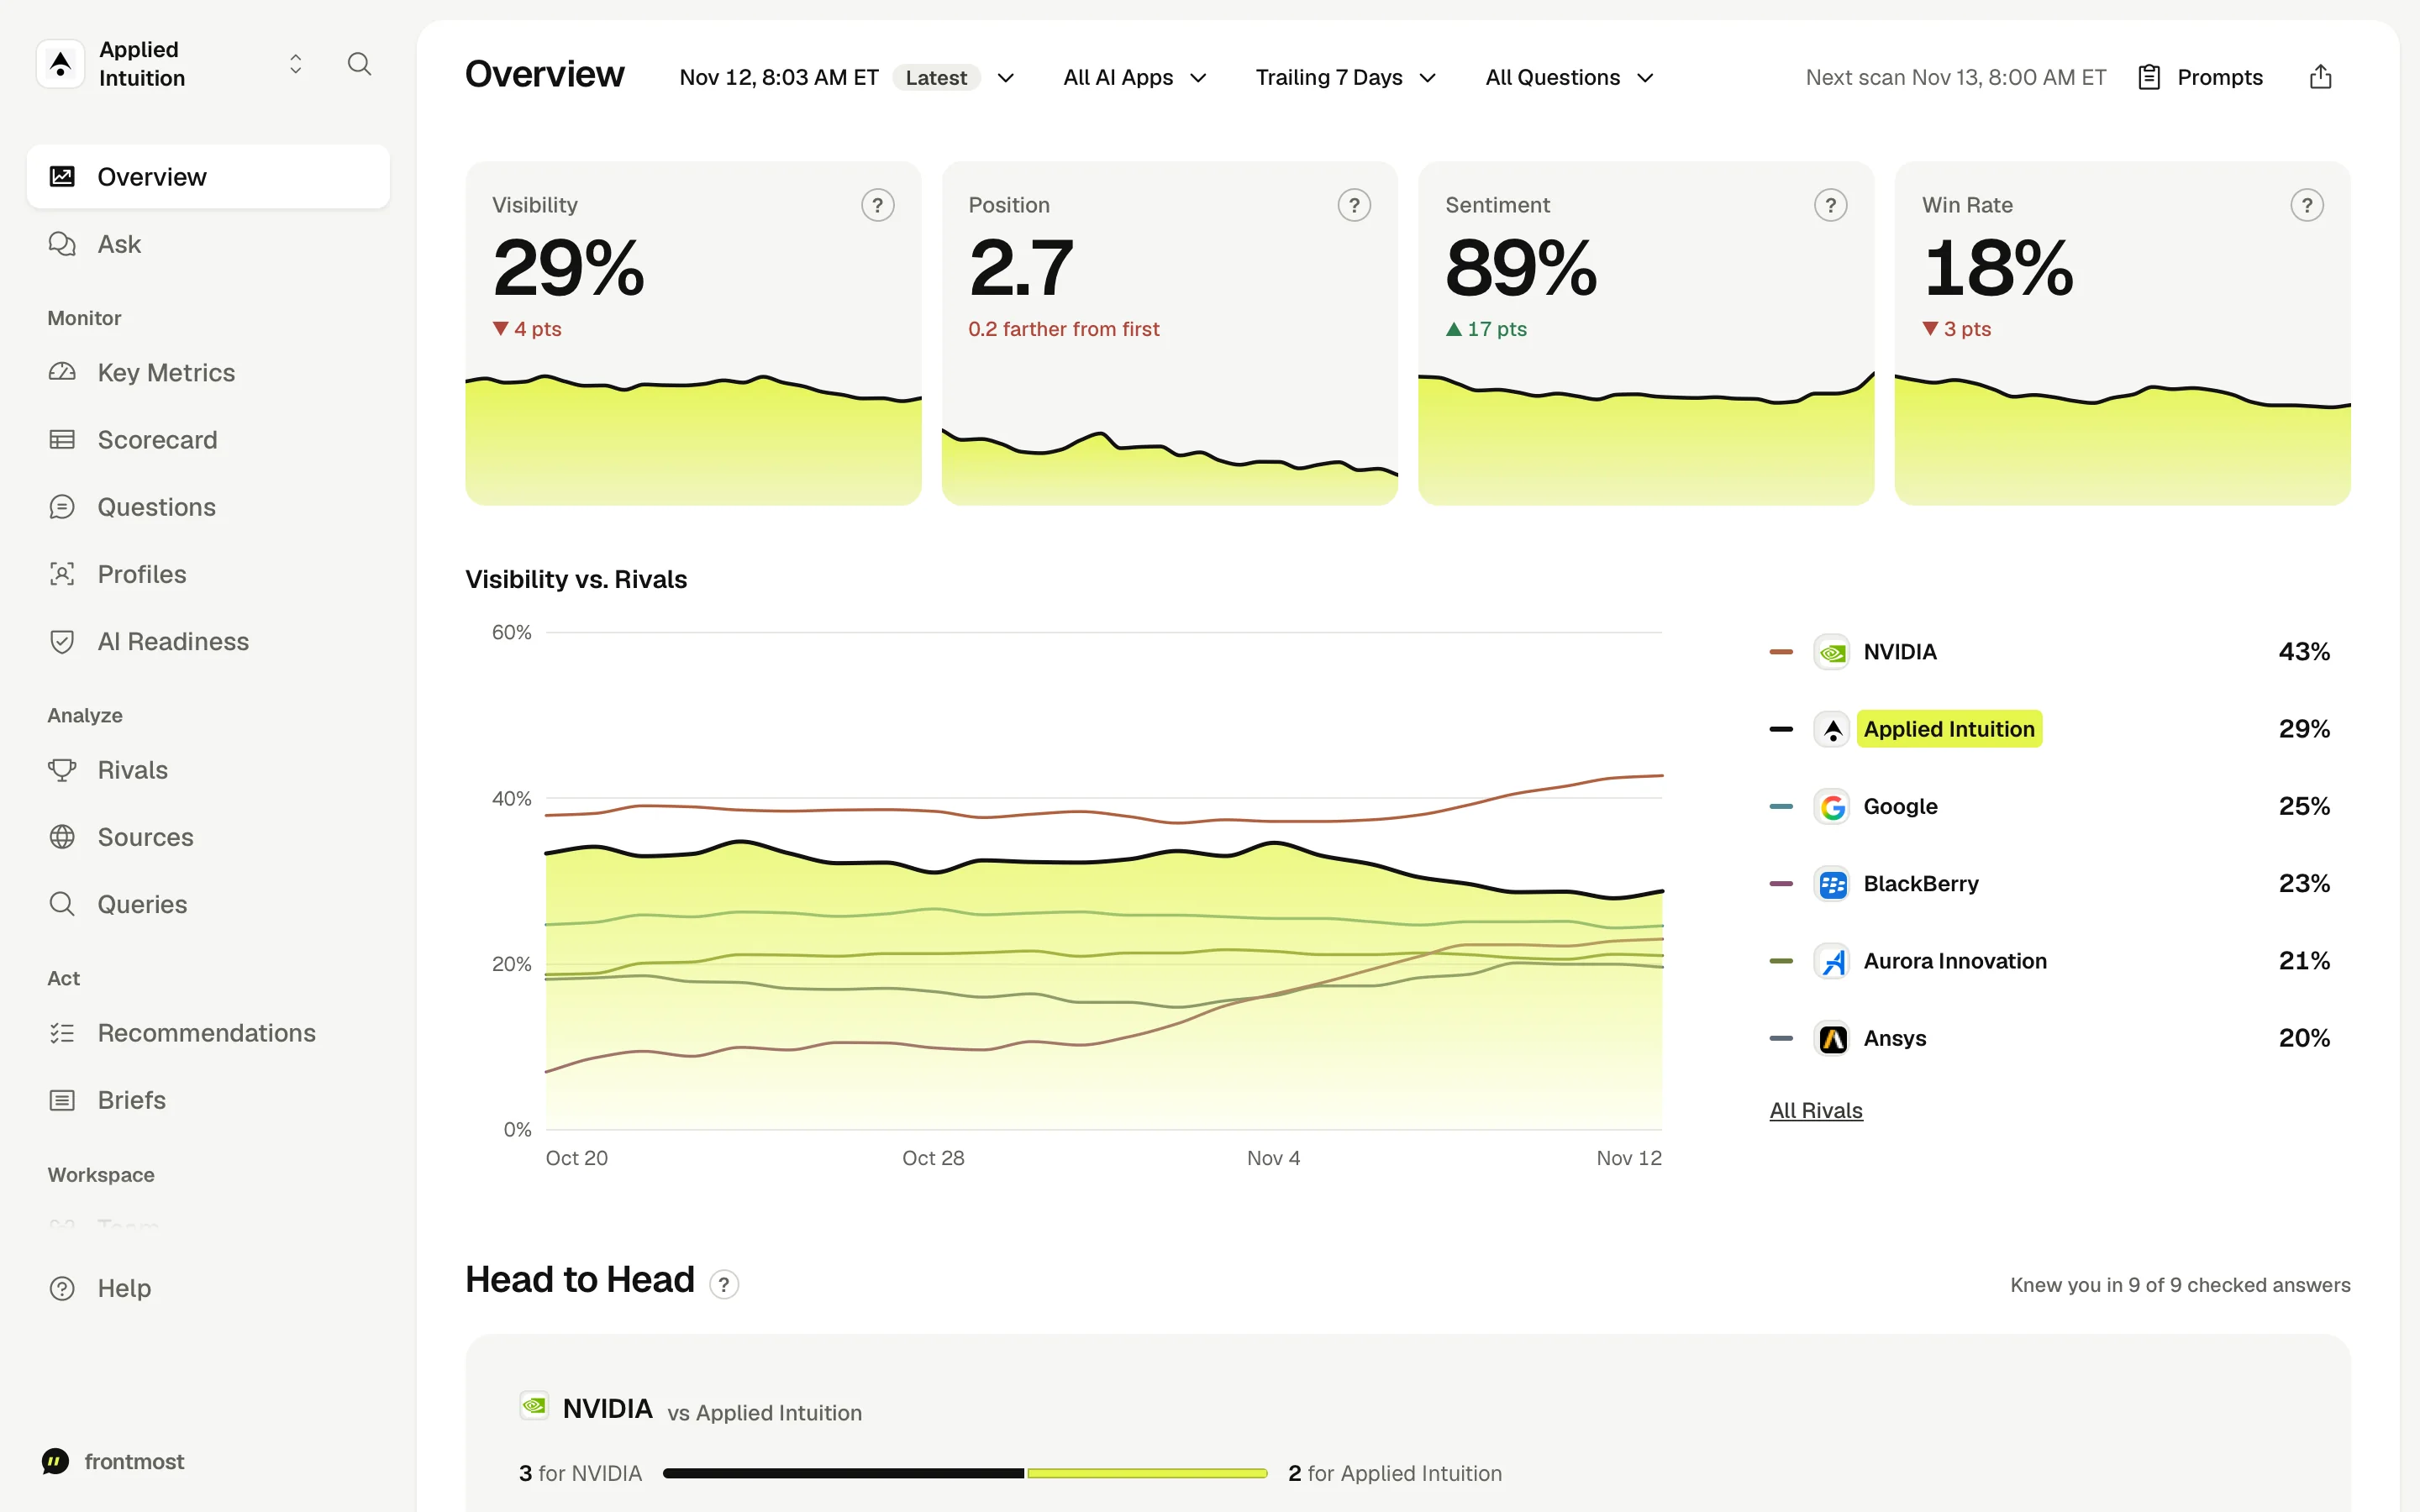 Applied
Intuition
Overview
Ask
Monitor
Key Metrics
Scorecard
Questions
Profiles
AI Readiness
Analyze
Rivals
Sources
Queries
Act
Recommendations
Briefs
Workspace
Team
Help
frontmost
Overview
Nov 12, 8:03 AM ET Latest
All AI Apps
Trailing 7 Days
All Questions
Next scan Nov 13, 8:00 AM ET
Prompts
Visibility ?
29%
▼ 4 pts
Position ?
2.7
0.2 farther from first
Sentiment ?
89%
▲ 17 pts
Win Rate ?
18%
▼ 3 pts
Visibility vs. Rivals
60%
40%
20%
0%
Oct 20 Oct 28 Nov 4 Nov 12
NVIDIA 43%
Applied Intuition 29%
Google 25%
BlackBerry 23%
Aurora Innovation 21%
Ansys 20%
All Rivals
Head to Head ?
Knew you in 9 of 9 checked answers
NVIDIA vs Applied Intuition
3 for NVIDIA
2 for Applied Intuition